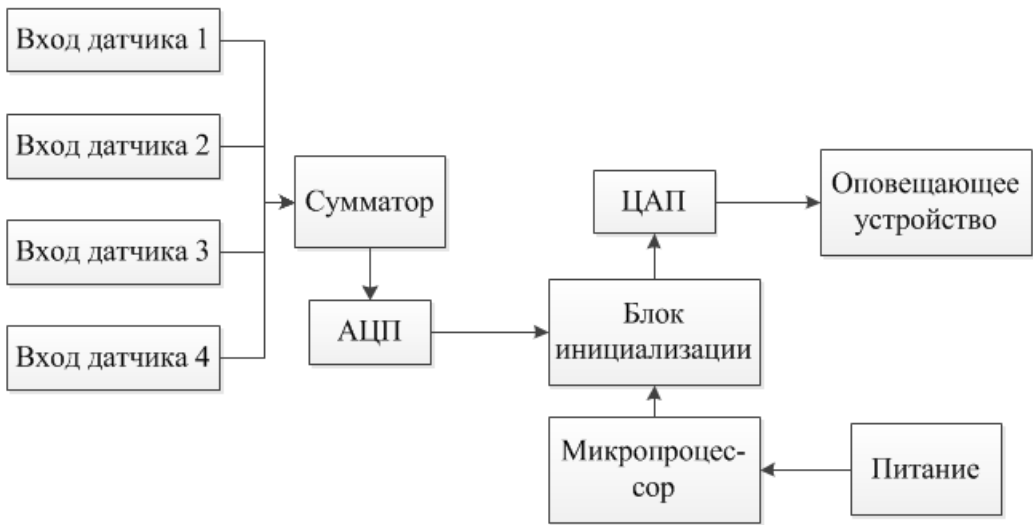 Вход датчика 1
Вход датчика 2
Вход датчика 3
Вход датчика 4
Сумматор
АЦП
ЦАП
Оповещающее
устройство
Блок
инициализации
Микропроцес-
сор
Питание